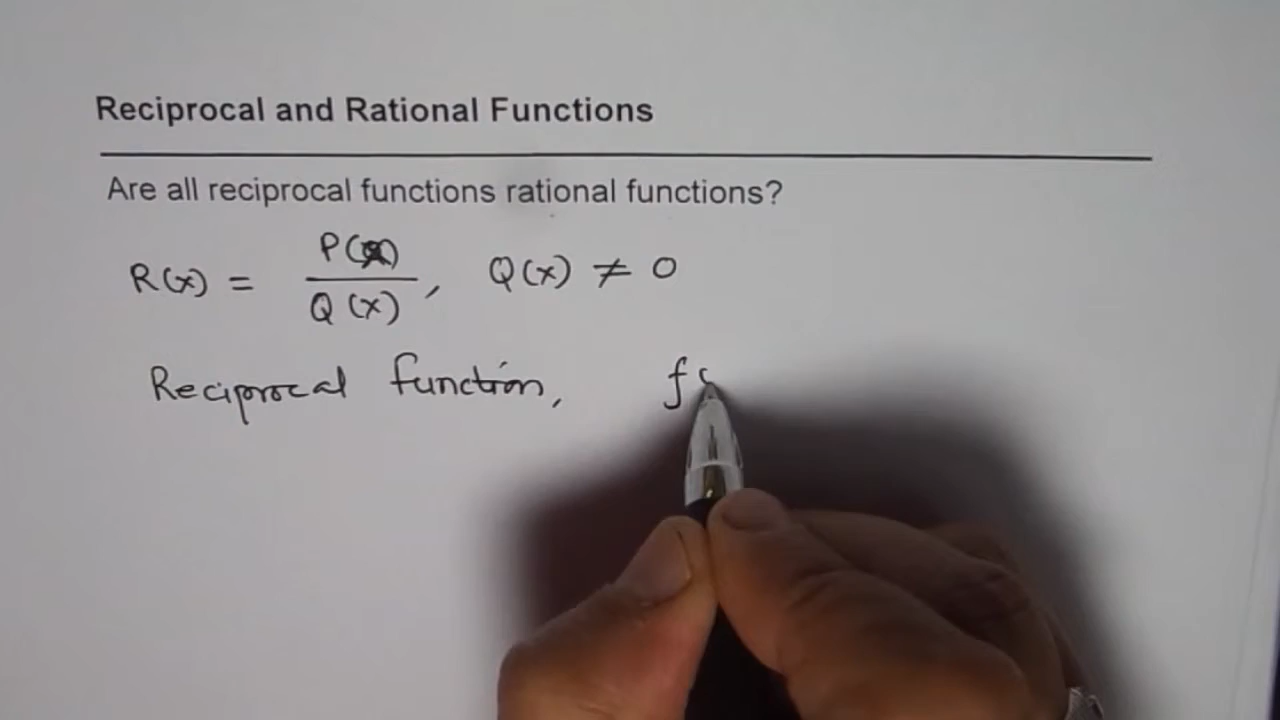 Reciprocal and Rational Functions
Are all reciprocal functions rational functions?
R(x) = P(x) / Q(x), Q(x) ≠ 0
Reciprocal function, f